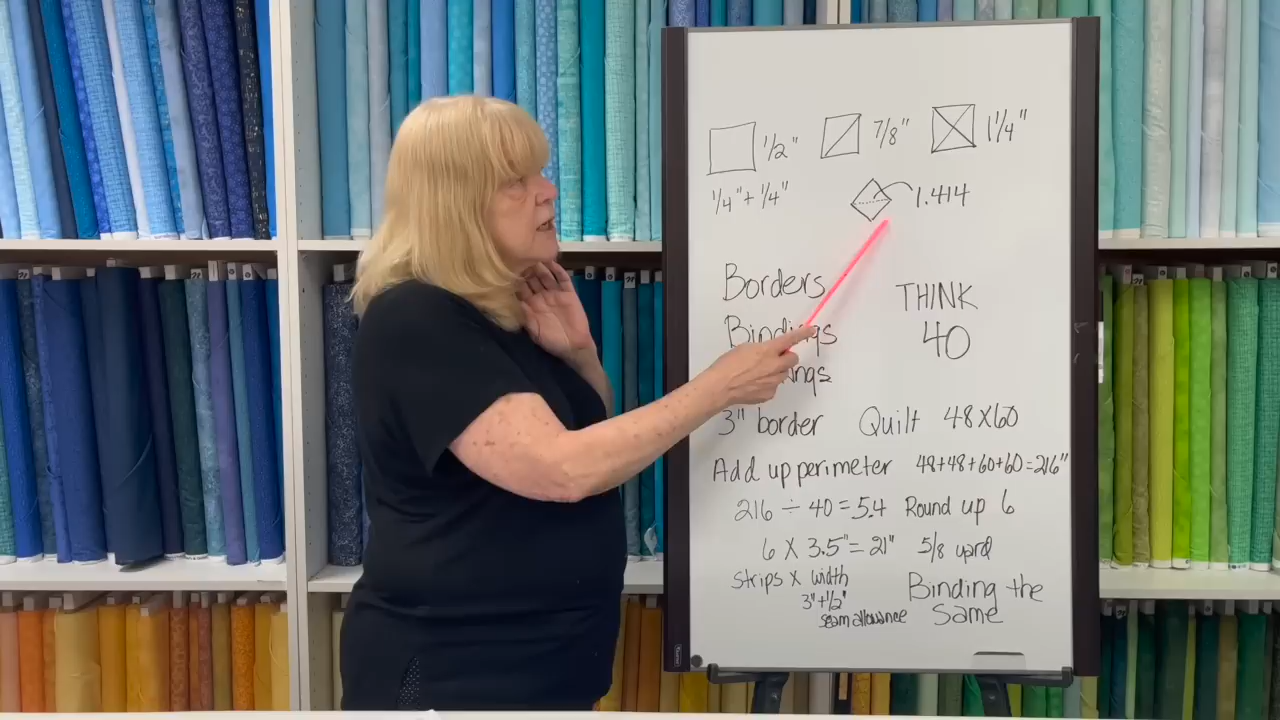 1/2" 7/8" 1 1/4"
1/4" + 1/4" 1.414
Borders
Bindings
THINK
40
3" border Quilt 48X60
Add up perimeter 48+48+60+60=216"
216 ÷ 40 = 5.4 Round up 6
6 X 3.5" = 21" 5/8 yard
Strips X width
3" + 1/2"
seam allowance
Binding the
Same